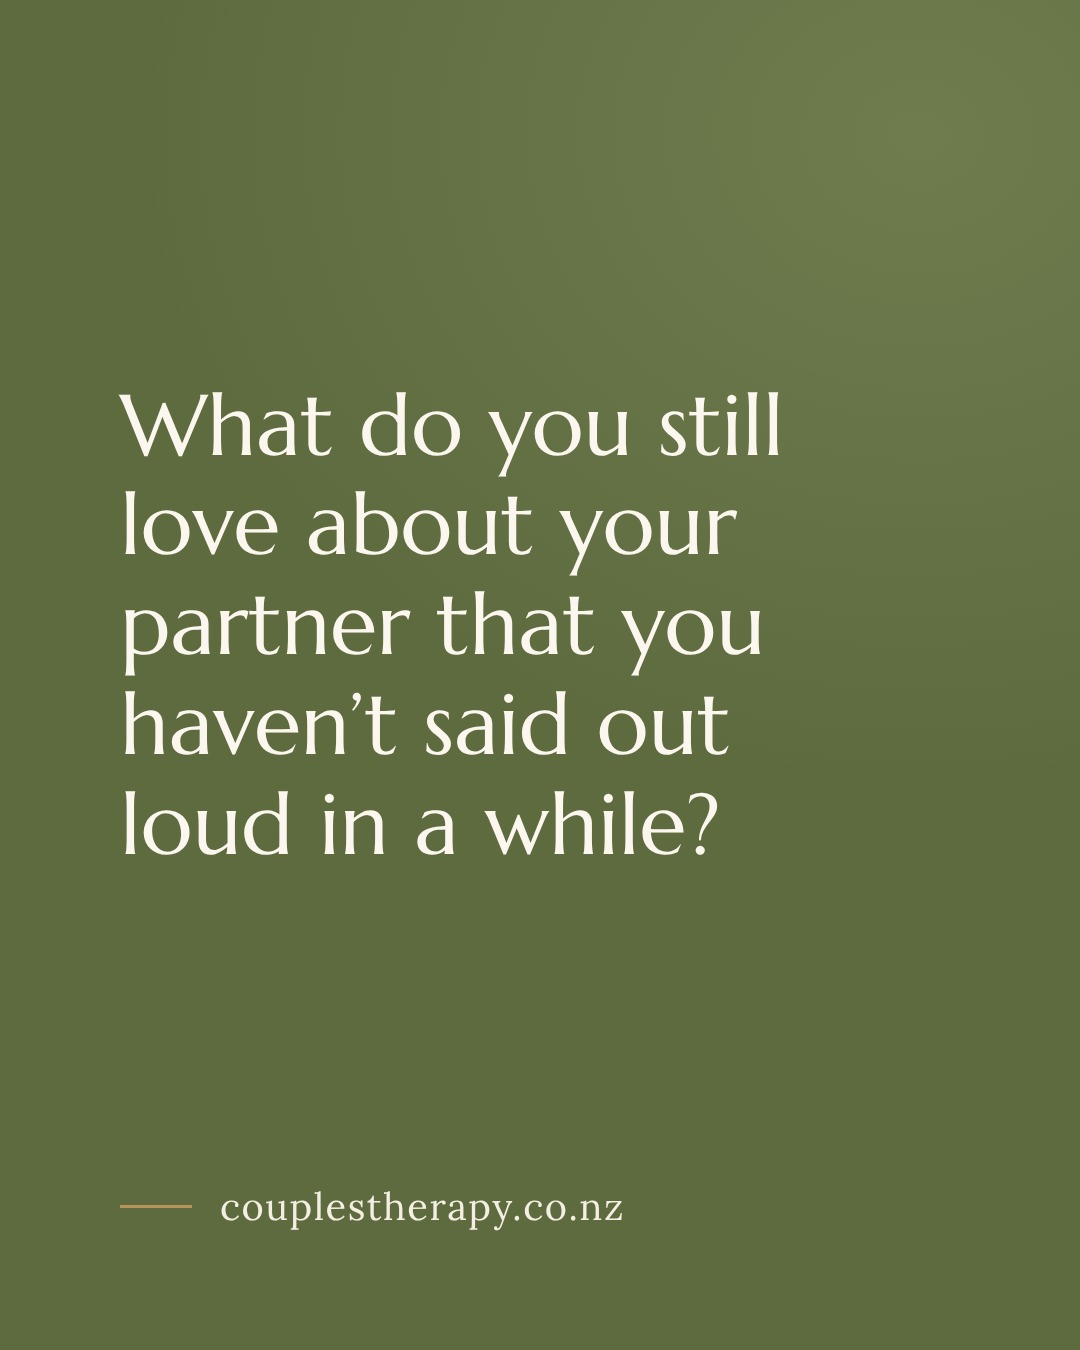 What do you still
love about your
partner that you
haven’t said out
loud in a while?
couplestherapy.co.nz